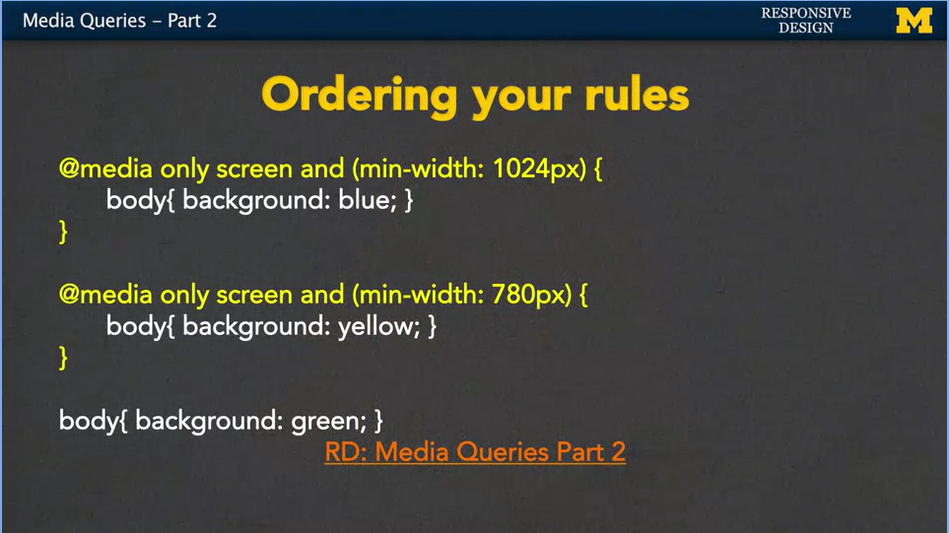 Media Queries – Part 2
RESPONSIVE
DESIGN
M
Ordering your rules
@media only screen and (min-width: 1024px) {
body{ background: blue; }
}
@media only screen and (min-width: 780px) {
body{ background: yellow; }
}
body{ background: green; }
RD: Media Queries Part 2